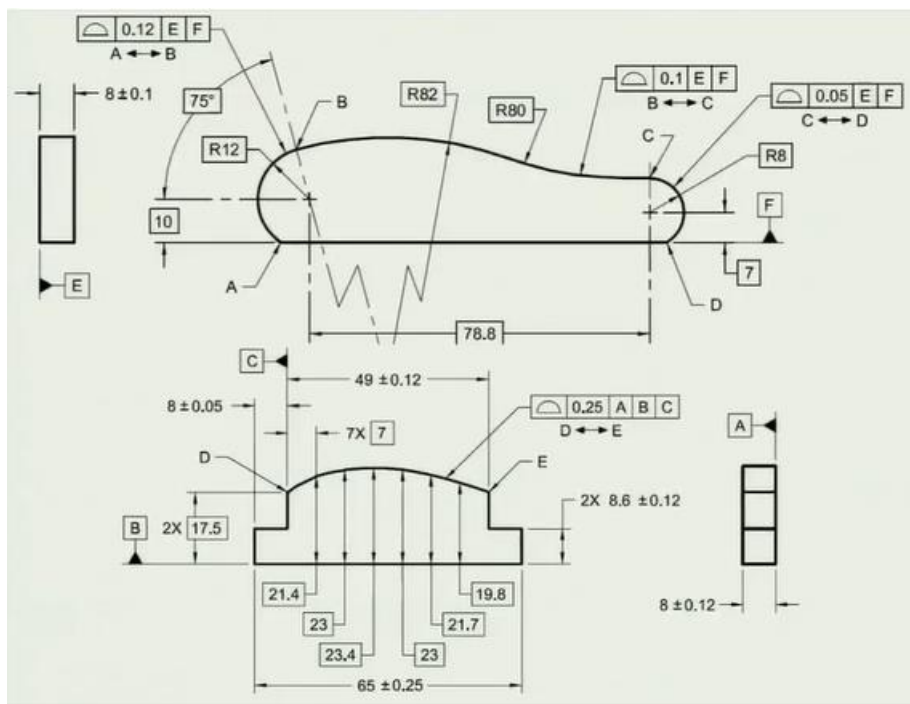 ⌓ 0.12 E F
A ↔ B
8 ± 0.1
75°
B
R82
R80
⌓ 0.1 E F
B ↔ C
⌓ 0.05 E F
C ↔ D
R12
C
R8
10
F
E
A
7
D
78.8
C
49 ±0.12
8 ± 0.05
⌓ 0.25 A B C
D ↔ E
A
7X 7
D
E
2X 8.6 ±0.12
B
2X 17.5
21.4
19.8
8 ±0.12
23
21.7
23.4
23
65 ±0.25